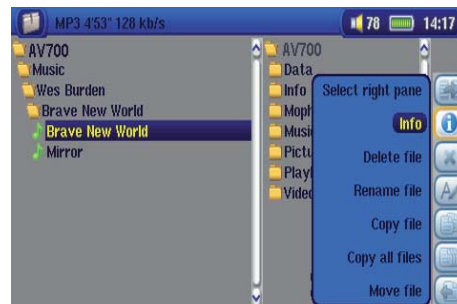 MP3 4'53" 128 kb/s 78 14:17
AV700
Music
Wes Burden
Brave New World
Brave New World
Mirror
AV700
Data
Info
Moph
Musi
Pictu
Playl
Video
Select right pane
Info
Delete file
Rename file
Copy file
Copy all files
Move file